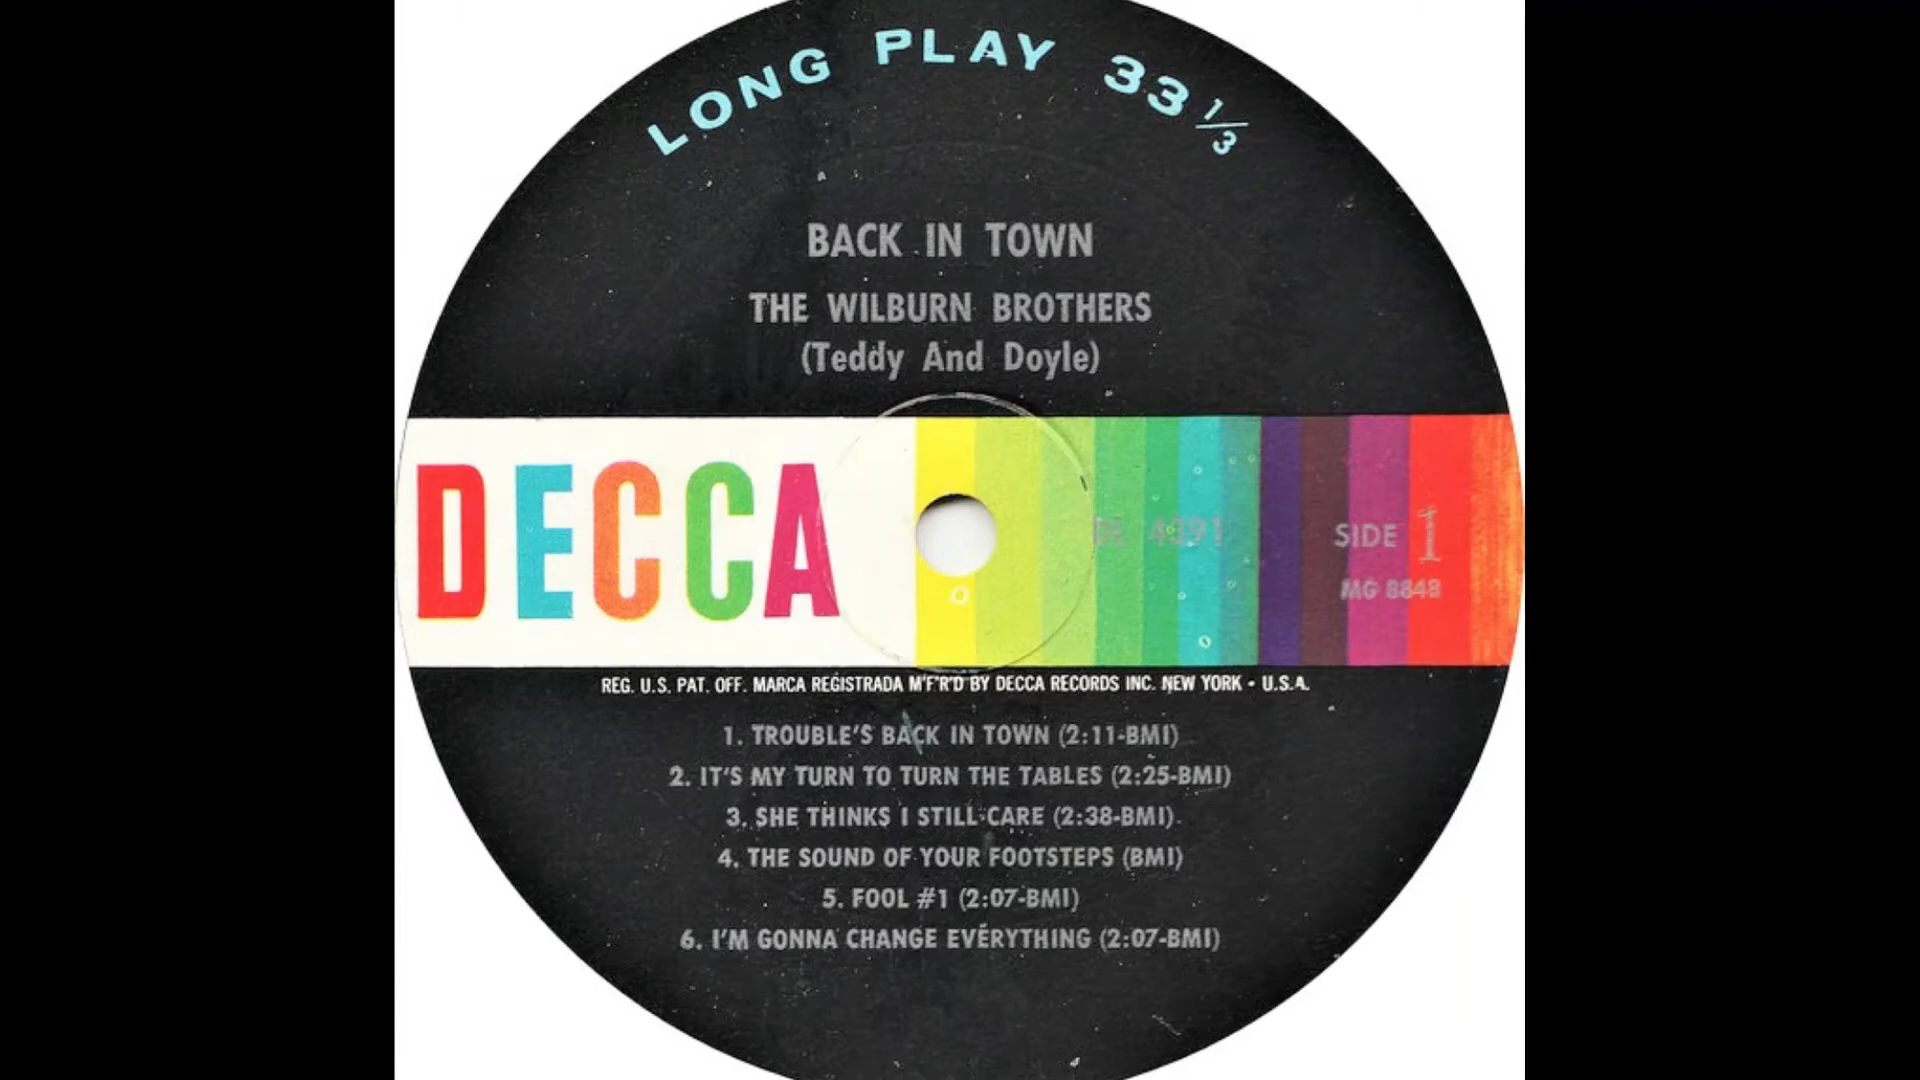 LONG PLAY 33 1/3
BACK IN TOWN
THE WILBURN BROTHERS
(Teddy And Doyle)
DECCA
DL 4391
SIDE 1
MG 8848
REG. U.S. PAT. OFF. MARCA REGISTRADA M'F'R'D BY DECCA RECORDS INC. NEW YORK • U.S.A.
1. TROUBLE'S BACK IN TOWN (2:11-BMI)
2. IT'S MY TURN TO TURN THE TABLES (2:25-BMI)
3. SHE THINKS I STILL CARE (2:38-BMI)
4. THE SOUND OF YOUR FOOTSTEPS (BMI)
5. FOOL #1 (2:07-BMI)
6. I'M GONNA CHANGE EVERYTHING (2:07-BMI)